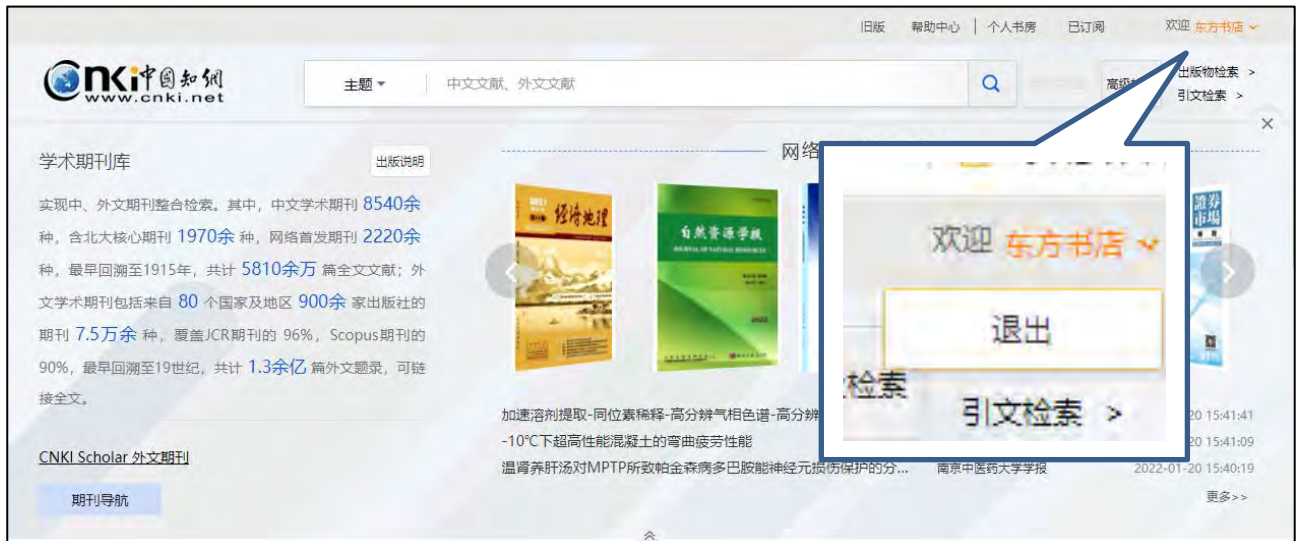 旧版 帮助中心 | 个人书房 已订阅 欢迎 东方书店
CNKI中国知网
www.cnki.net
主题 中文文献、外文文献
高级
出版物检索 >
引文检索 >
学术期刊库 出版说明
网络
实现中、外文期刊整合检索。其中，中文学术期刊 8540余
种，含北大核心期刊 1970余 种，网络首发期刊 2220余
种，最早回溯至1915年，共计 5810余万 篇全文文献；外
文学术期刊包括来自 80 个国家及地区 900余 家出版社的
期刊 7.5万余 种，覆盖JCR期刊的 96%，Scopus期刊的
90%，最早回溯至19世纪，共计 1.3余亿 篇外文题录，可链
接全文。
CNKI Scholar 外文期刊
期刊导航
2021
经济地理
自然资源学报
JOURNAL OF NATURAL RESOURCES
2022
證券
市場
欢迎 东方书店
退出
检索
引文检索 >
加速溶剂提取-同位素稀释-高分辨气相色谱-高分辨
20 15:41:41
-10℃下超高性能混凝土的弯曲疲劳性能
20 15:41:09
温肾养肝汤对MPTP所致帕金森病多巴胺能神经元损伤保护的分... 南京中医药大学学报 2022-01-20 15:40:19
更多>>